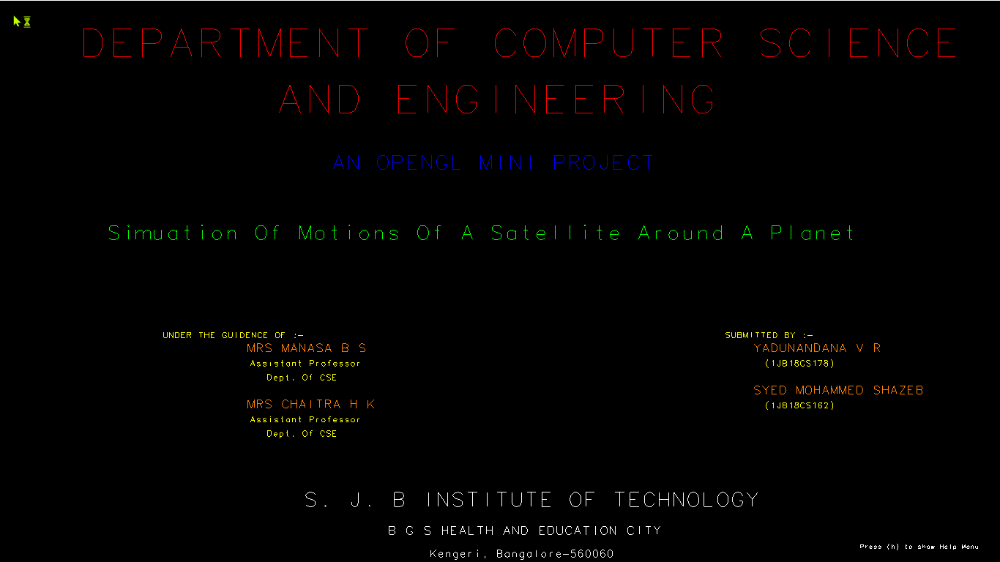 DEPARTMENT OF COMPUTER SCIENCE
AND ENGINEERING
AN OPENGL MINI PROJECT
Simuation Of Motions Of A Satellite Around A Planet
UNDER THE GUIDENCE OF :-
MRS MANASA B S
Assistant Professor
Dept. Of CSE
MRS CHAITRA H K
Assistant Professor
Dept. Of CSE
SUBMITTED BY :-
YADUNANDANA V R
(1JB18CS178)
SYED MOHAMMED SHAZEB
(1JB18CS162)
S. J. B INSTITUTE OF TECHNOLOGY
B G S HEALTH AND EDUCATION CITY
Kengeri, Bangalore-560060
Press (h) to show Help Menu